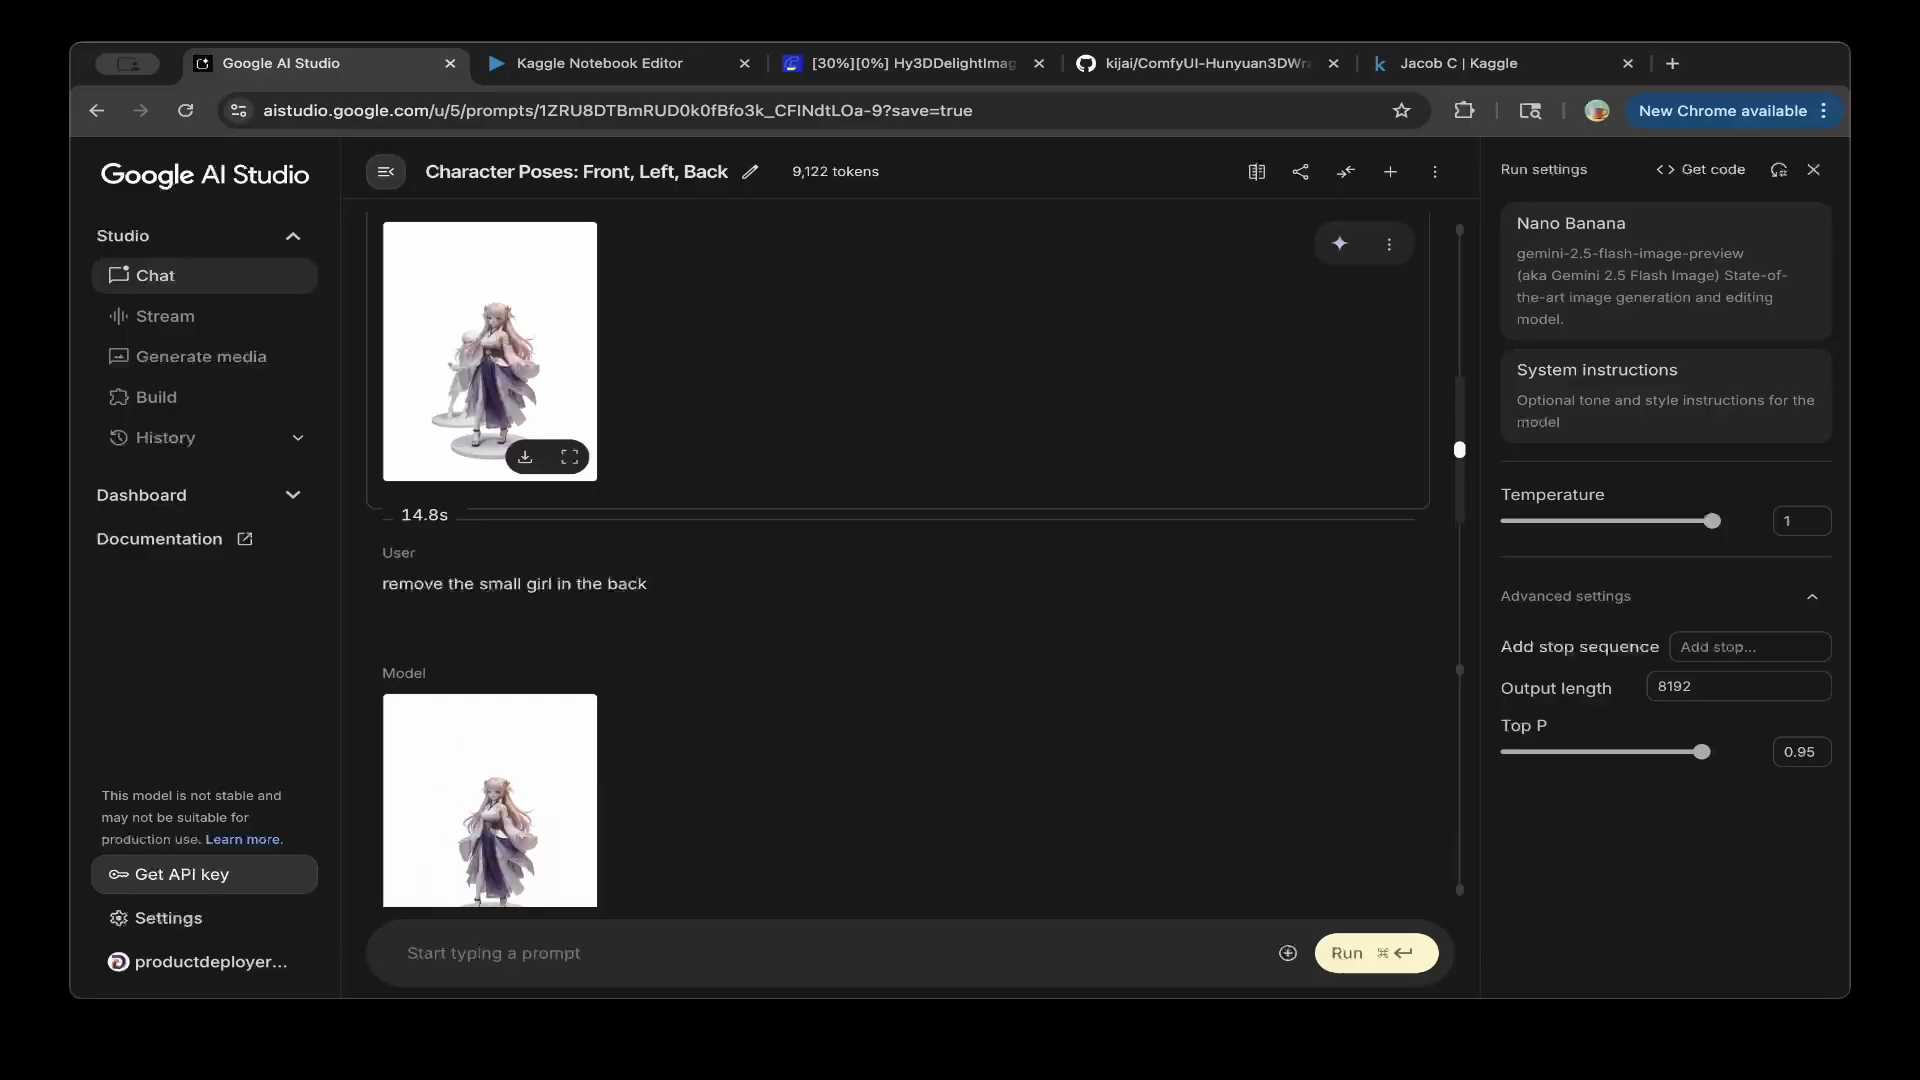 Google AI Studio
Kaggle Notebook Editor
[30%][0%] Hy3DDelightImag
kijai/ComfyUI-Hunyuan3DWr
Jacob C | Kaggle
aistudio.google.com/u/5/prompts/1ZRU8DTBmRUD0k0fBfo3k_CFINdtLOa-9?save=true
New Chrome available
Google AI Studio
Studio
Chat
Stream
Generate media
Build
History
Dashboard
Documentation
This model is not stable and
may not be suitable for
production use. Learn more.
Get API key
Settings
productdeployer...
Character Poses: Front, Left, Back
9,122 tokens
14.8s
User
remove the small girl in the back
Model
Start typing a prompt
Run ⌘
Run settings
<> Get code
Nano Banana
gemini-2.5-flash-image-preview
(aka Gemini 2.5 Flash Image) State-of-
the-art image generation and editing
model.
System instructions
Optional tone and style instructions for the
model
Temperature
1
Advanced settings
Add stop sequence
Add stop...
Output length
8192
Top P
0.95